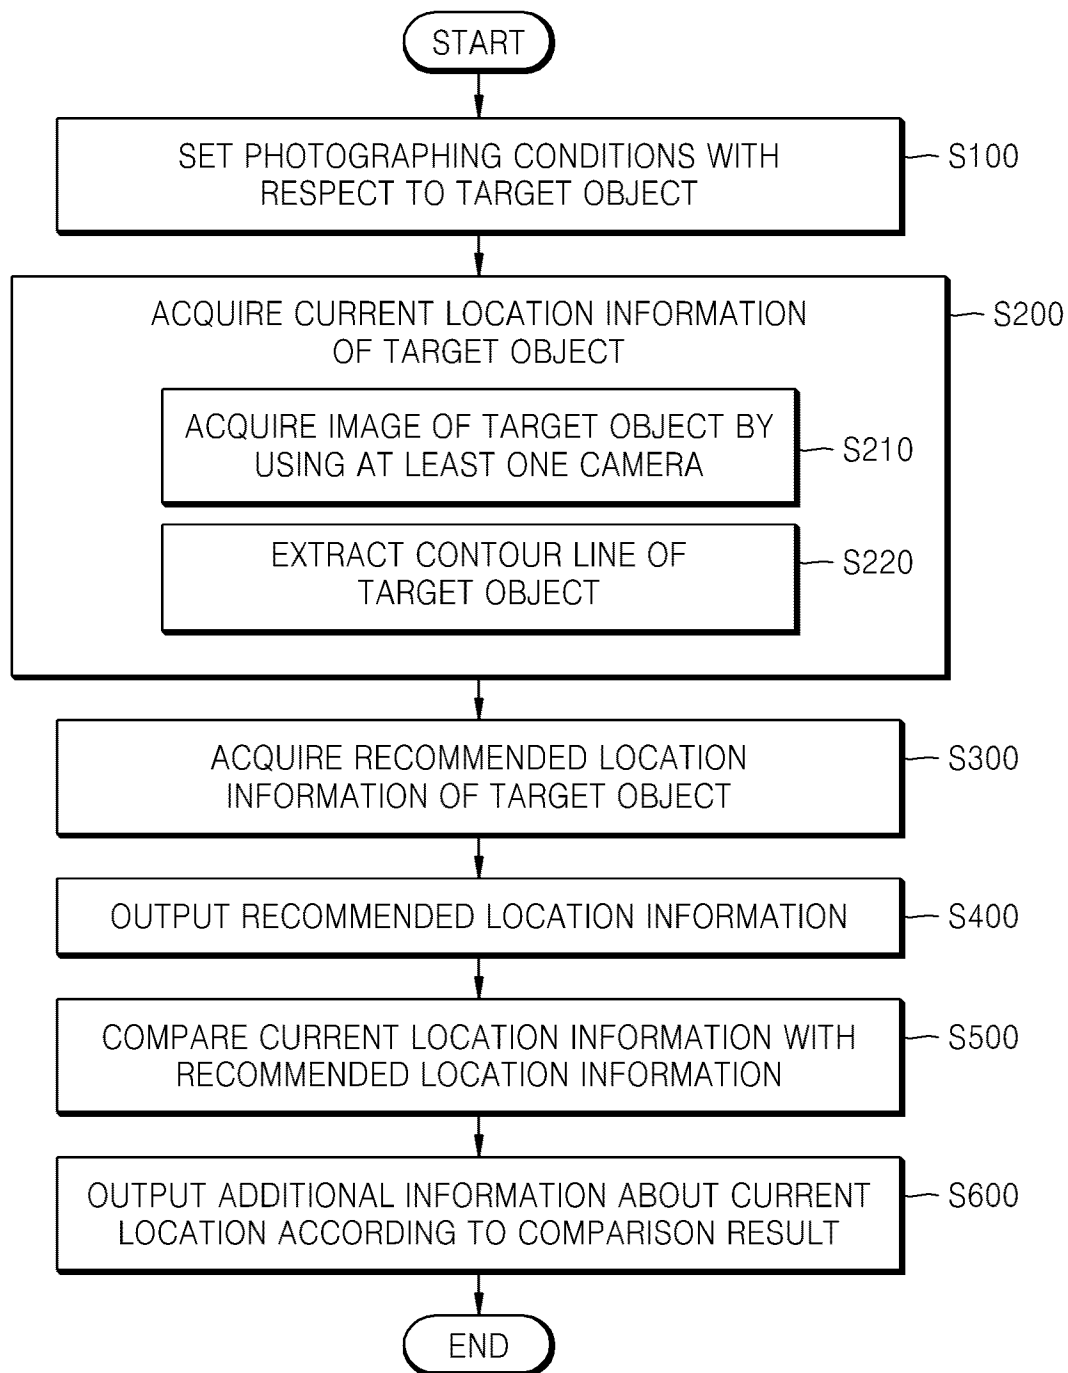 START
SET PHOTOGRAPHING CONDITIONS WITH
RESPECT TO TARGET OBJECT
S100
ACQUIRE CURRENT LOCATION INFORMATION
OF TARGET OBJECT
S200
ACQUIRE IMAGE OF TARGET OBJECT BY
USING AT LEAST ONE CAMERA
S210
EXTRACT CONTOUR LINE OF
TARGET OBJECT
S220
ACQUIRE RECOMMENDED LOCATION
INFORMATION OF TARGET OBJECT
S300
OUTPUT RECOMMENDED LOCATION INFORMATION
S400
COMPARE CURRENT LOCATION INFORMATION WITH
RECOMMENDED LOCATION INFORMATION
S500
OUTPUT ADDITIONAL INFORMATION ABOUT CURRENT
LOCATION ACCORDING TO COMPARISON RESULT
S600
END